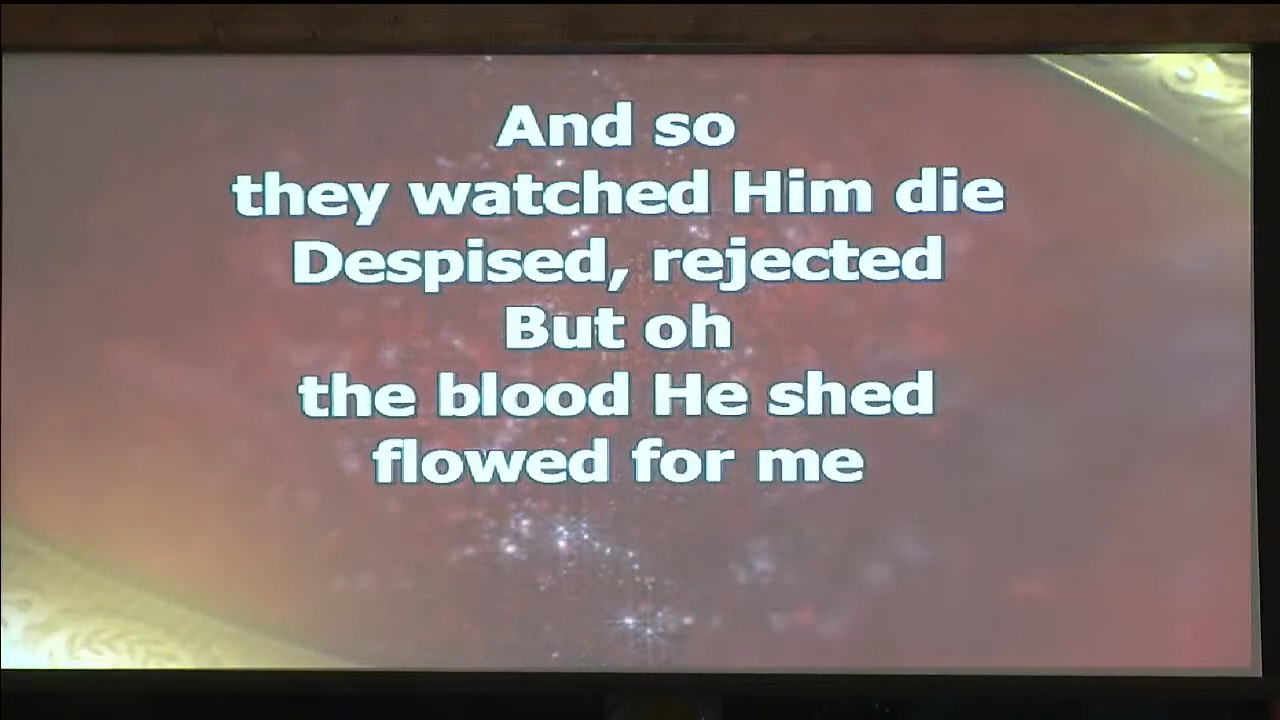 And so
they watched Him die
Despised, rejected
But oh
the blood He shed
flowed for me